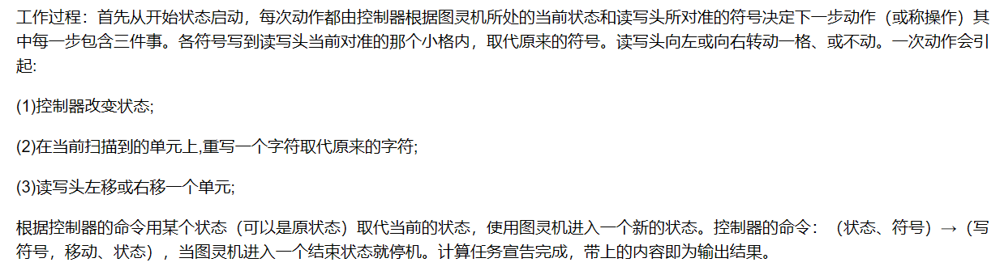 工作过程：首先从开始状态启动，每次动作都由控制器根据图灵机所处的当前状态和读写头所对准的符号决定下一步动作（或称操作）其
中每一步包含三件事。各符号写到读写头当前对准的那个小格内，取代原来的符号。读写头向左或向右转动一格、或不动。一次动作会引
起:
(1)控制器改变状态;
(2)在当前扫描到的单元上,重写一个字符取代原来的字符;
(3)读写头左移或右移一个单元;
根据控制器的命令用某个状态（可以是原状态）取代当前的状态，使用图灵机进入一个新的状态。控制器的命令：（状态、符号）→（写
符号，移动、状态），当图灵机进入一个结束状态就停机。计算任务宣告完成，带上的内容即为输出结果。